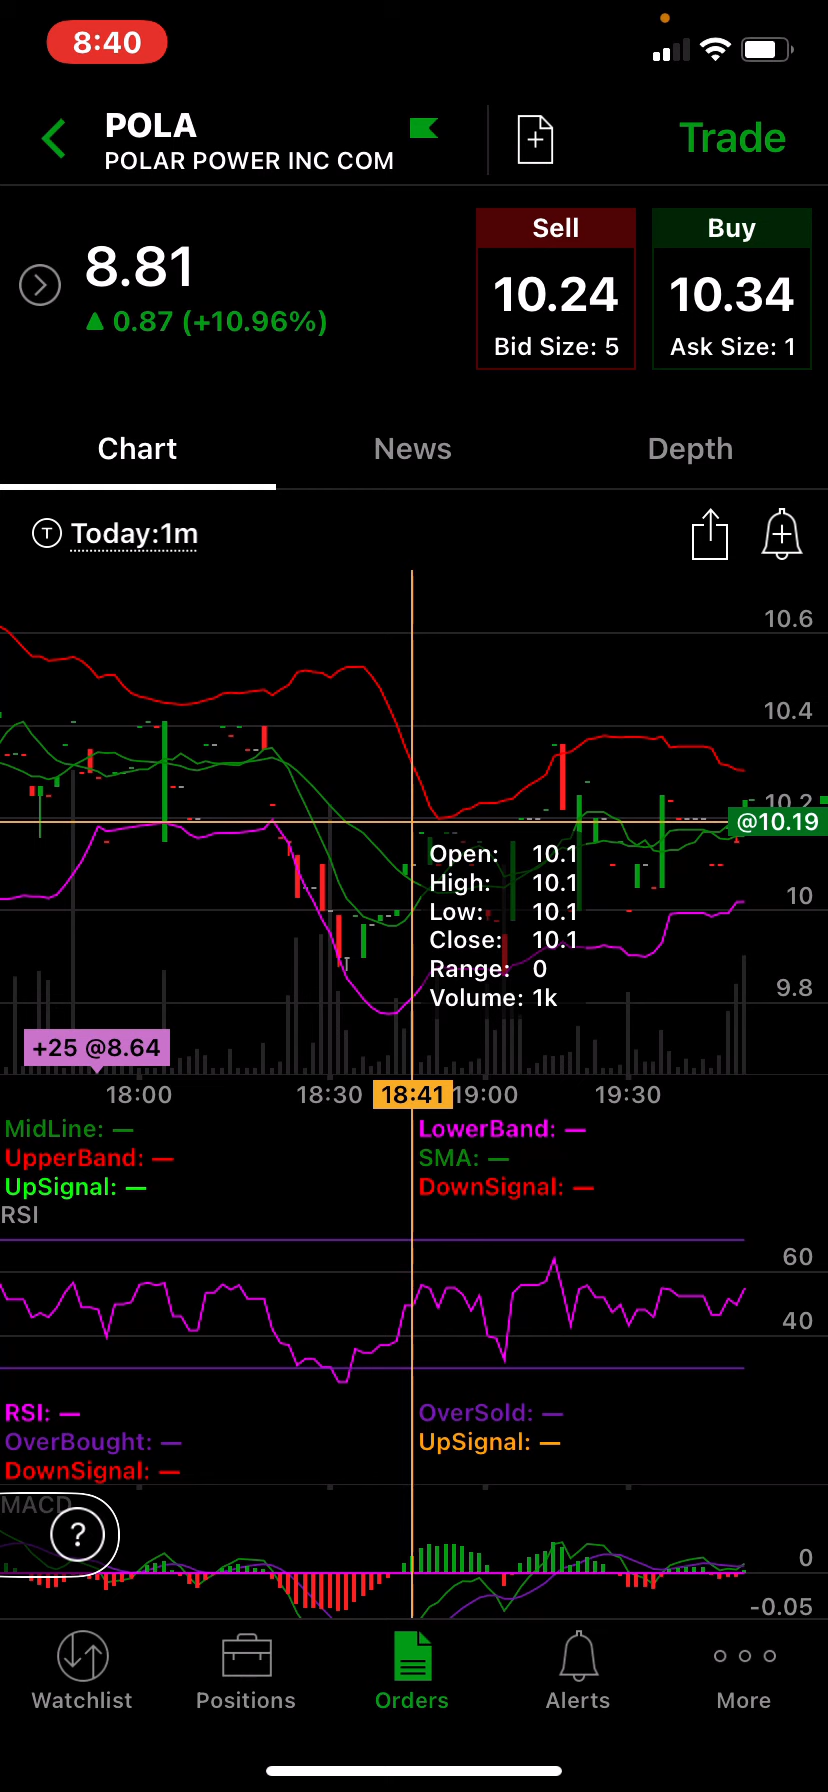 8:40
POLA
POLAR POWER INC COM
Trade
8.81
0.87 (+10.96%)
Sell
10.24
Bid Size: 5
Buy
10.34
Ask Size: 1
Chart
News
Depth
T Today:1m
10.6
10.4
10.2
@10.19
10
9.8
Open: 10.1
High: 10.1
Low: 10.1
Close: 10.1
Range: 0
Volume: 1k
+25 @8.64
18:00
18:30
18:41
19:00
19:30
MidLine: —
LowerBand: —
UpperBand: —
SMA: —
UpSignal: —
DownSignal: —
RSI
60
40
RSI: —
OverSold: —
OverBought: —
UpSignal: —
DownSignal: —
MACD
?
0
-0.05
Watchlist
Positions
Orders
Alerts
More